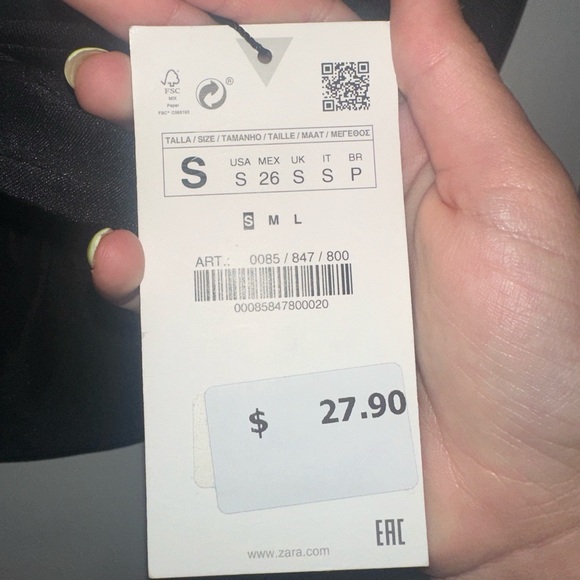 FSC
MIX
Paper
®
TALLA / SIZE / TAMANHO / TAILLE / MAAT / ΜΕΓΕΘΟΣ
S
USA MEX UK IT BR
S 26 S S P
S M L
ART.: 0085 / 847 / 800
00085847800020
$ 27.90
EAC
www.zara.com